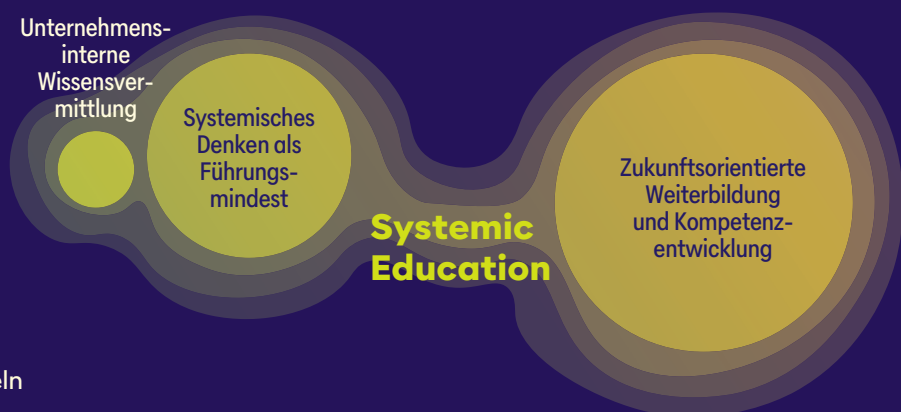 Unternehmens-
interne
Wissensver-
mittlung
Systemisches
Denken als
Führungs-
mindest
Systemic
Education
Zukunftsorientierte
Weiterbildung
und Kompetenz-
entwicklung
eln